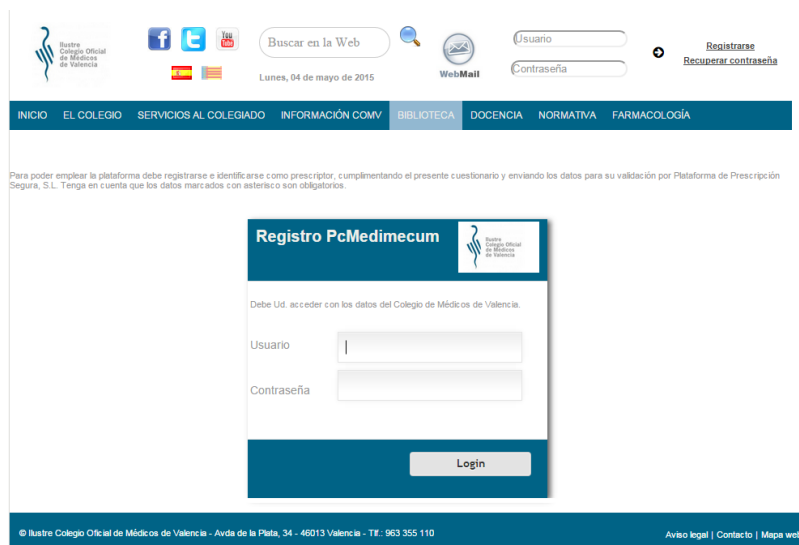 Ilustre
Colegio Oficial
de Médicos
de Valencia
You
Tube
Buscar en la Web
Lunes, 04 de mayo de 2015
WebMail
Usuario
Contraseña
Registrarse
Recuperar contraseña
INICIO EL COLEGIO SERVICIOS AL COLEGIADO INFORMACIÓN COMV BIBLIOTECA DOCENCIA NORMATIVA FARMACOLOGÍA
Para poder emplear la plataforma debe registrarse e identificarse como prescriptor, cumplimentando el presente cuestionario y enviando los datos para su validación por Plataforma de Prescripción
Segura, S.L. Tenga en cuenta que los datos marcados con asterisco son obligatorios.
Registro PcMedimecum
Ilustre
Colegio Oficial
de Médicos
de Valencia
Debe Ud. acceder con los datos del Colegio de Médicos de Valencia.
Usuario
Contraseña
Login
© Ilustre Colegio Oficial de Médicos de Valencia - Avda de la Plata, 34 - 46013 Valencia - Tlf.: 963 355 110
Aviso legal | Contacto | Mapa web